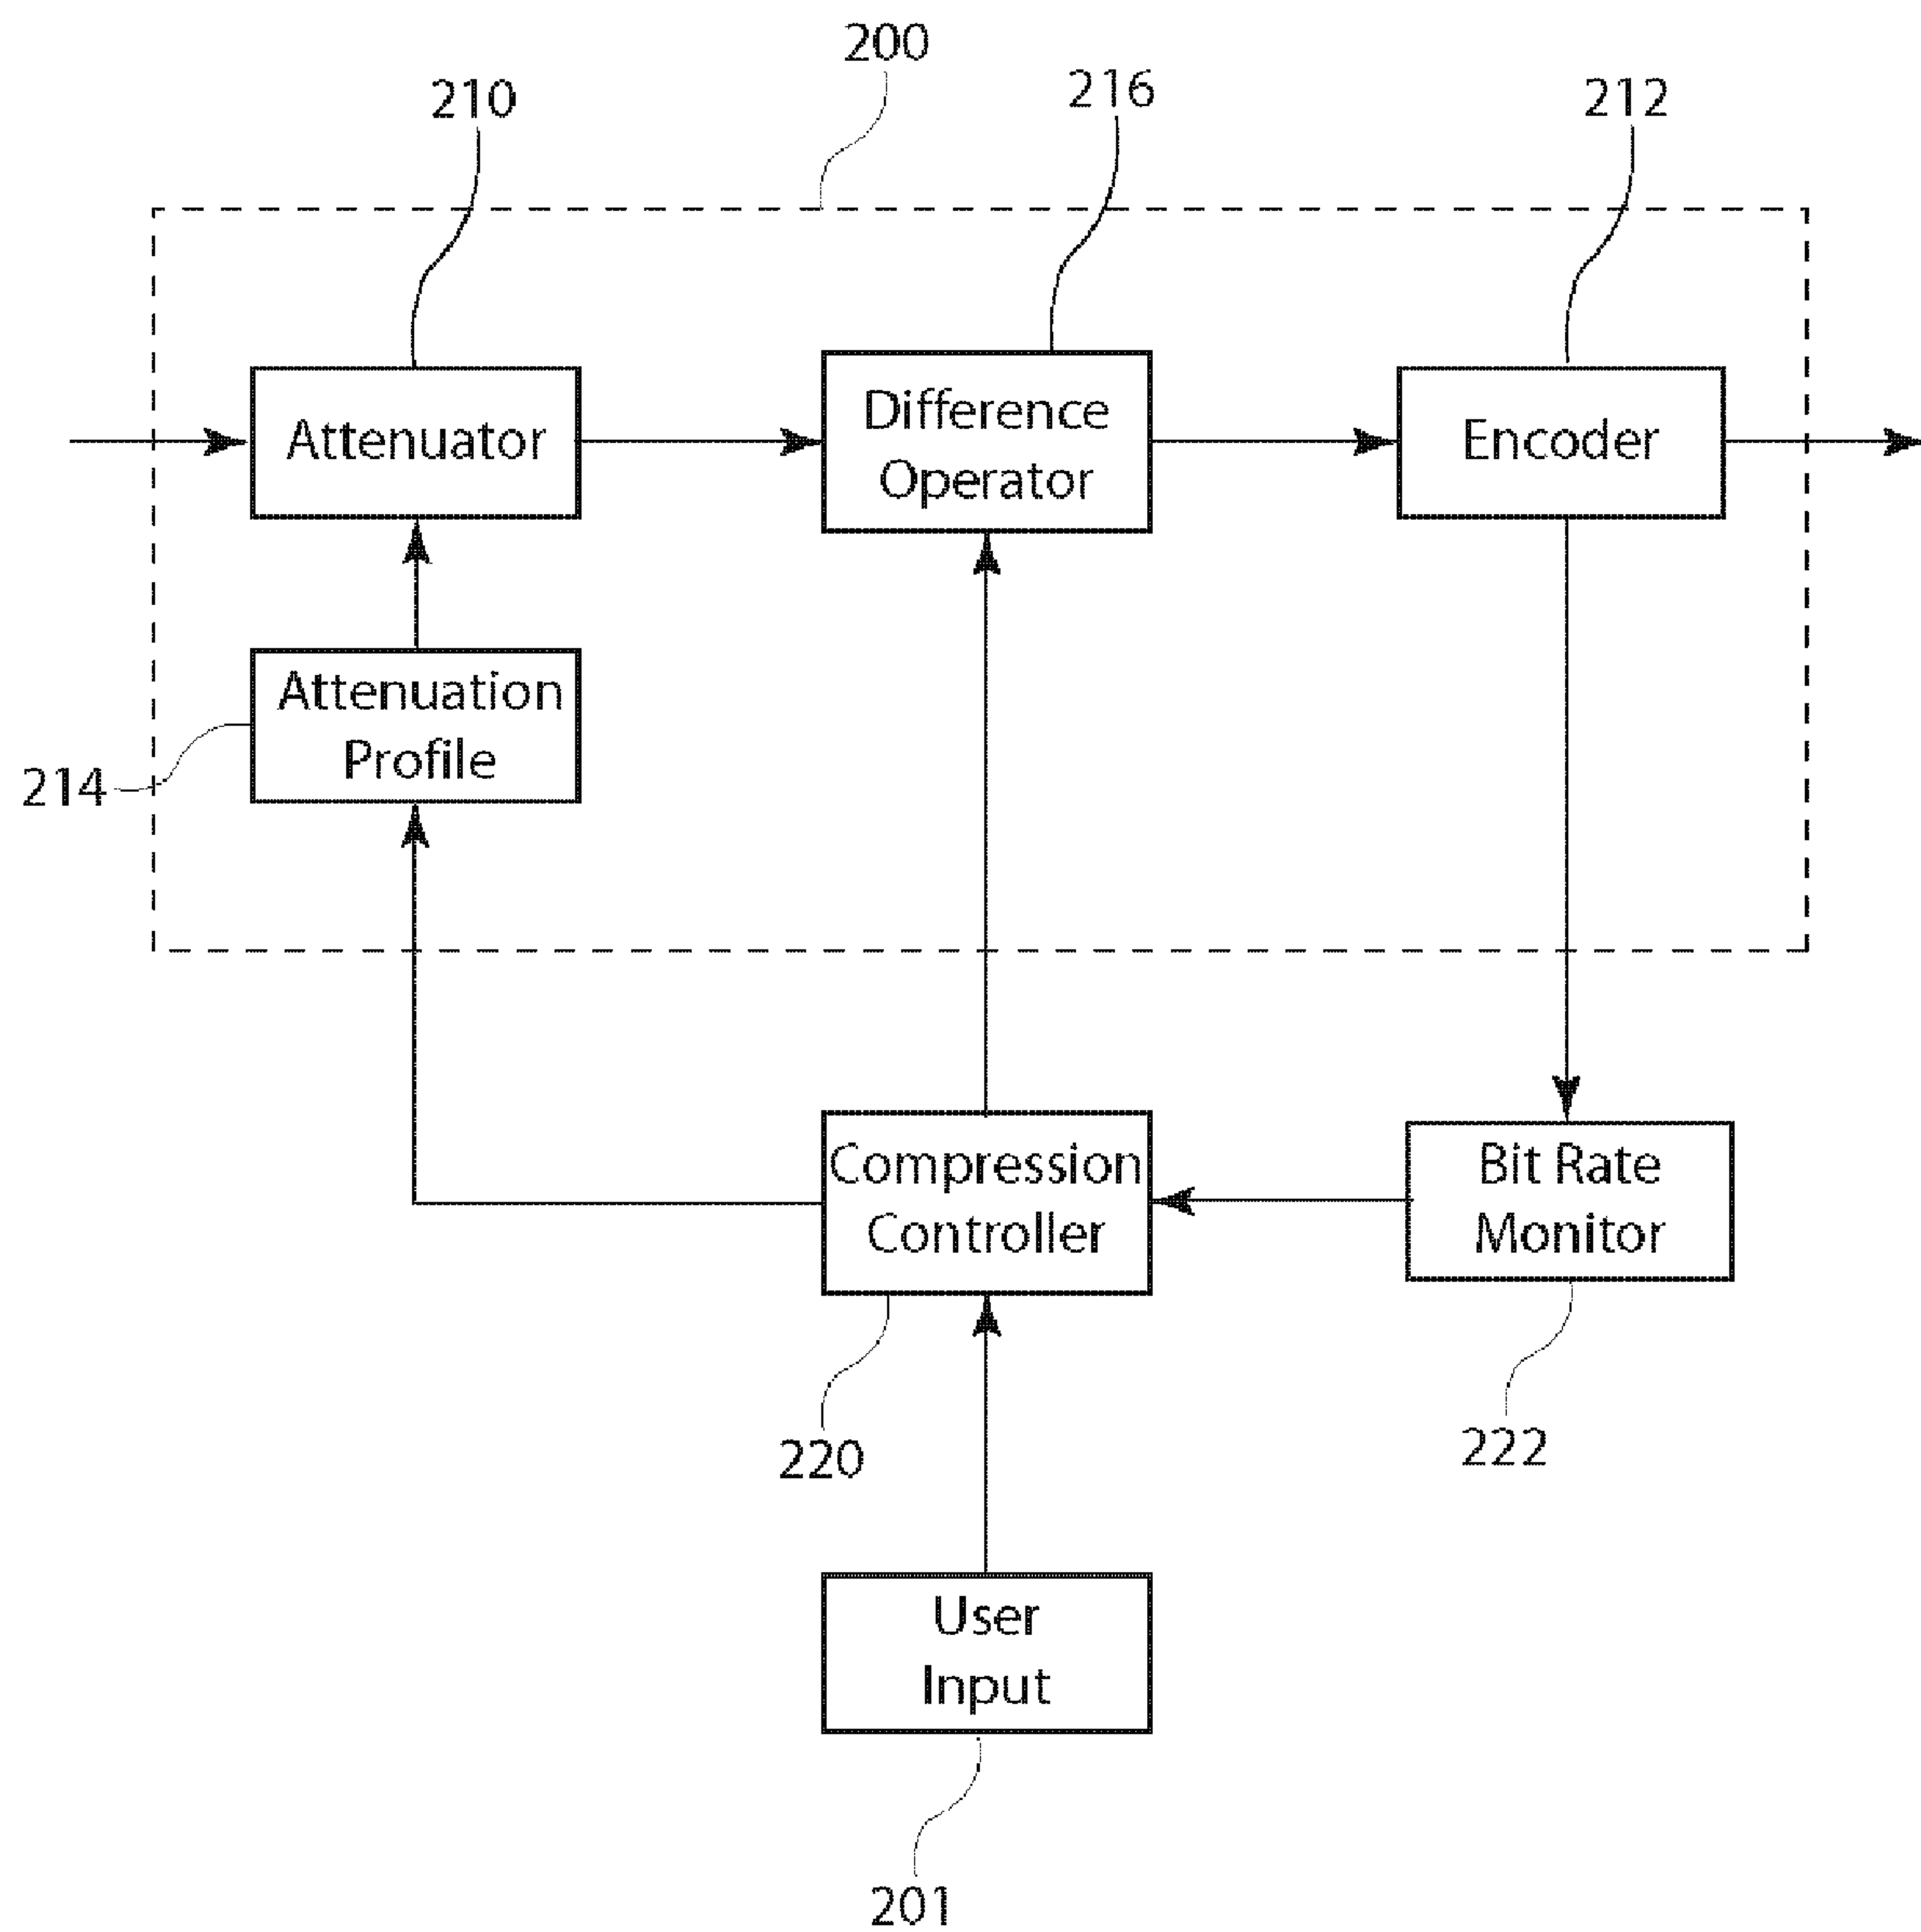 200
210
216
212
Attenuator
Difference
Operator
Encoder
Attenuation
Profile
214
Compression
Controller
Bit Rate
Monitor
220
222
User
Input
201